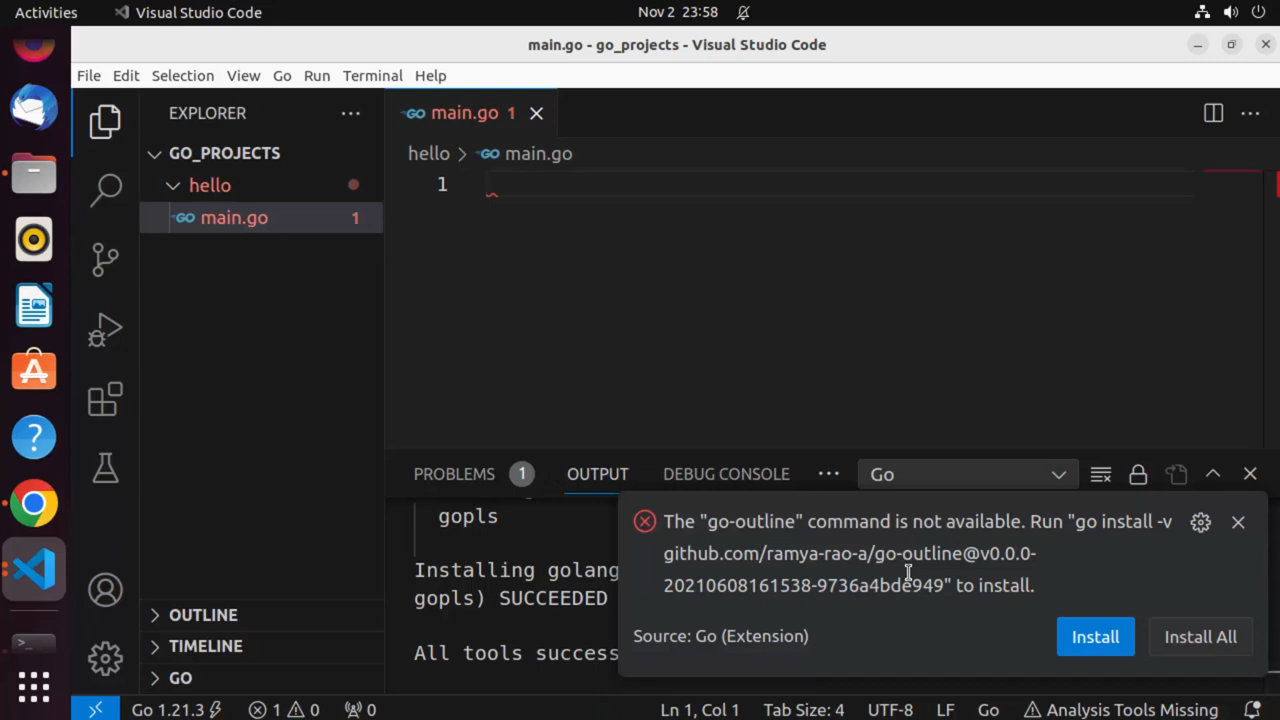 Activities
Visual Studio Code
Nov 2 23:58
main.go - go_projects - Visual Studio Code
File Edit Selection View Go Run Terminal Help
EXPLORER
GO_PROJECTS
hello
main.go 1
OUTLINE
TIMELINE
GO
main.go 1
hello > main.go
1
PROBLEMS 1 OUTPUT DEBUG CONSOLE
Go
gopls
Installing golang
gopls) SUCCEEDED
All tools success
The "go-outline" command is not available. Run "go install -v
github.com/ramya-rao-a/go-outline@v0.0.0-
20210608161538-9736a4bde949" to install.
Source: Go (Extension)
Install
Install All
Go 1.21.3 1 0 0 Ln 1, Col 1 Tab Size: 4 UTF-8 LF Go Analysis Tools Missing